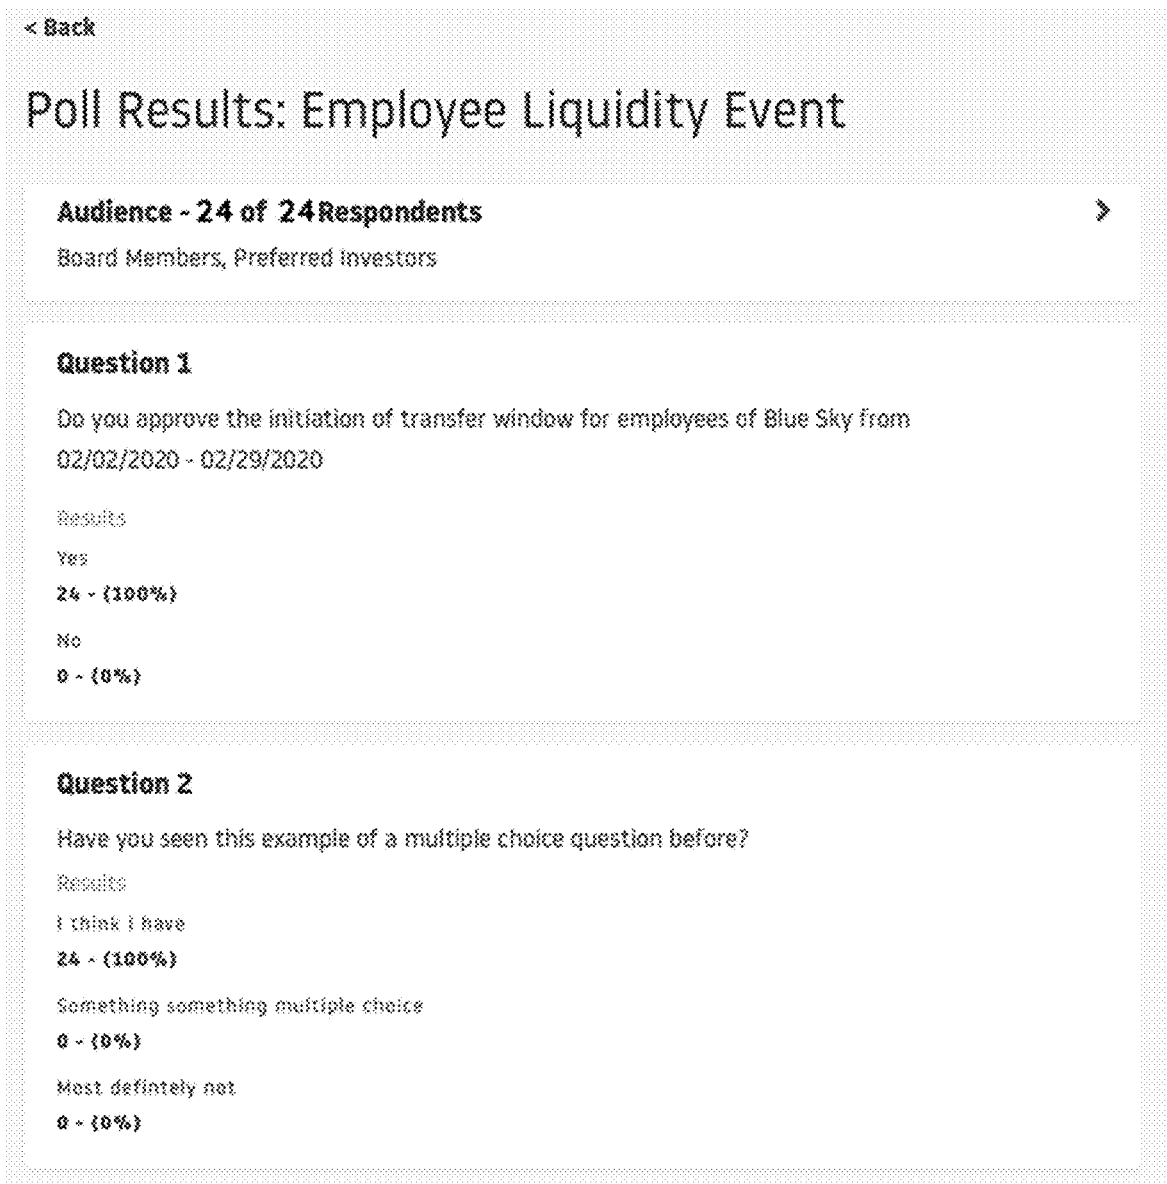 < Back
Poll Results: Employee Liquidity Event
Audience - 24 of 24 Respondents
Board Members, Preferred Investors
Question 1
Do you approve the initiation of transfer window for employees of Blue Sky from
02/02/2020 - 02/29/2020
Results
Yes
24 - (100%)
No
0 - (0%)
Question 2
Have you seen this example of a multiple choice question before?
Results
I think I have
24 - (100%)
Something something multiple choice
0 - (0%)
Most defintely not
0 - (0%)